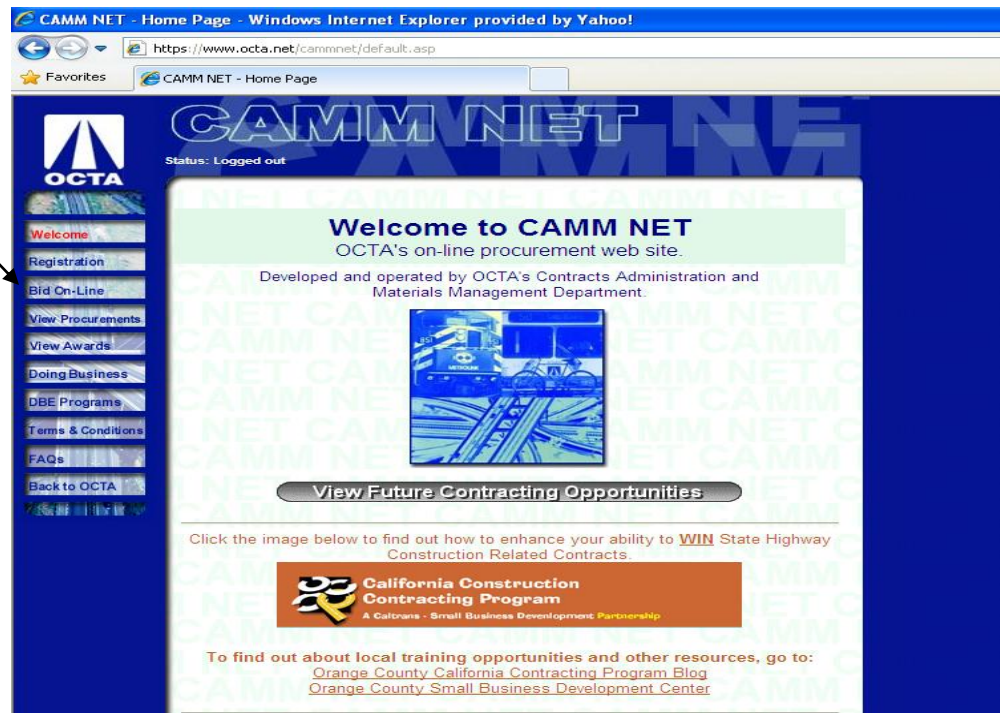 CAMM NET - Home Page - Windows Internet Explorer provided by Yahoo!
https://www.octa.net/cammnet/default.asp
Favorites
CAMM NET - Home Page
CAMM NET
Status: Logged out
OCTA
Welcome
Registration
Bid On-Line
View Procurements
View Awards
Doing Business
DBE Programs
Terms & Conditions
FAQs
Back to OCTA
Welcome to CAMM NET
OCTA's on-line procurement web site.
Developed and operated by OCTA's Contracts Administration and
Materials Management Department.
851
METROLINK
View Future Contracting Opportunities
Click the image below to find out how to enhance your ability to WIN State Highway
Construction Related Contracts.
California Construction
Contracting Program
A Caltrans - Small Business Development Partnership
To find out about local training opportunities and other resources, go to:
Orange County California Contracting Program Blog
Orange County Small Business Development Center